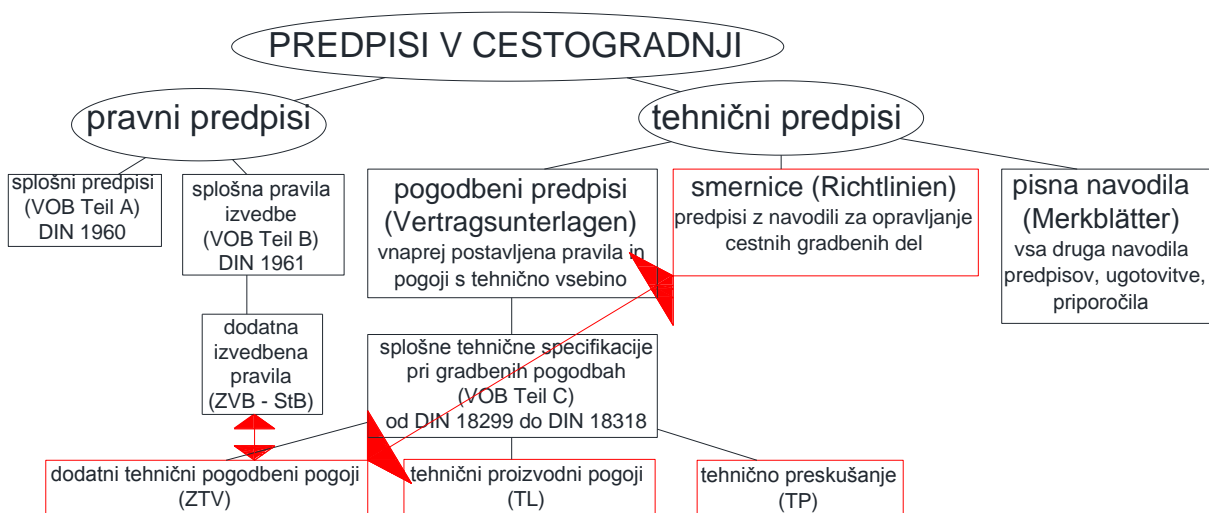 PREDPISI V CESTOGRADNJI
pravni predpisi
tehnični predpisi
splošni predpisi
(VOB Teil A)
DIN 1960
splošna pravila
izvedbe
(VOB Teil B)
DIN 1961
pogodbeni predpisi
(Vertragsunterlagen)
vnaprej postavljena pravila in
pogoji s tehnično vsebino
smernice (Richtlinien)
predpisi z navodili za opravljanje
cestnih gradbenih del
pisna navodila
(Merkblätter)
vsa druga navodila
predpisov, ugotovitve,
priporočila
dodatna
izvedbena
pravila
(ZVB - StB)
splošne tehnične specifikacije
pri gradbenih pogodbah
(VOB Teil C)
od DIN 18299 do DIN 18318
dodatni tehnični pogodbeni pogoji
(ZTV)
tehnični proizvodni pogoji
(TL)
tehnično preskušanje
(TP)